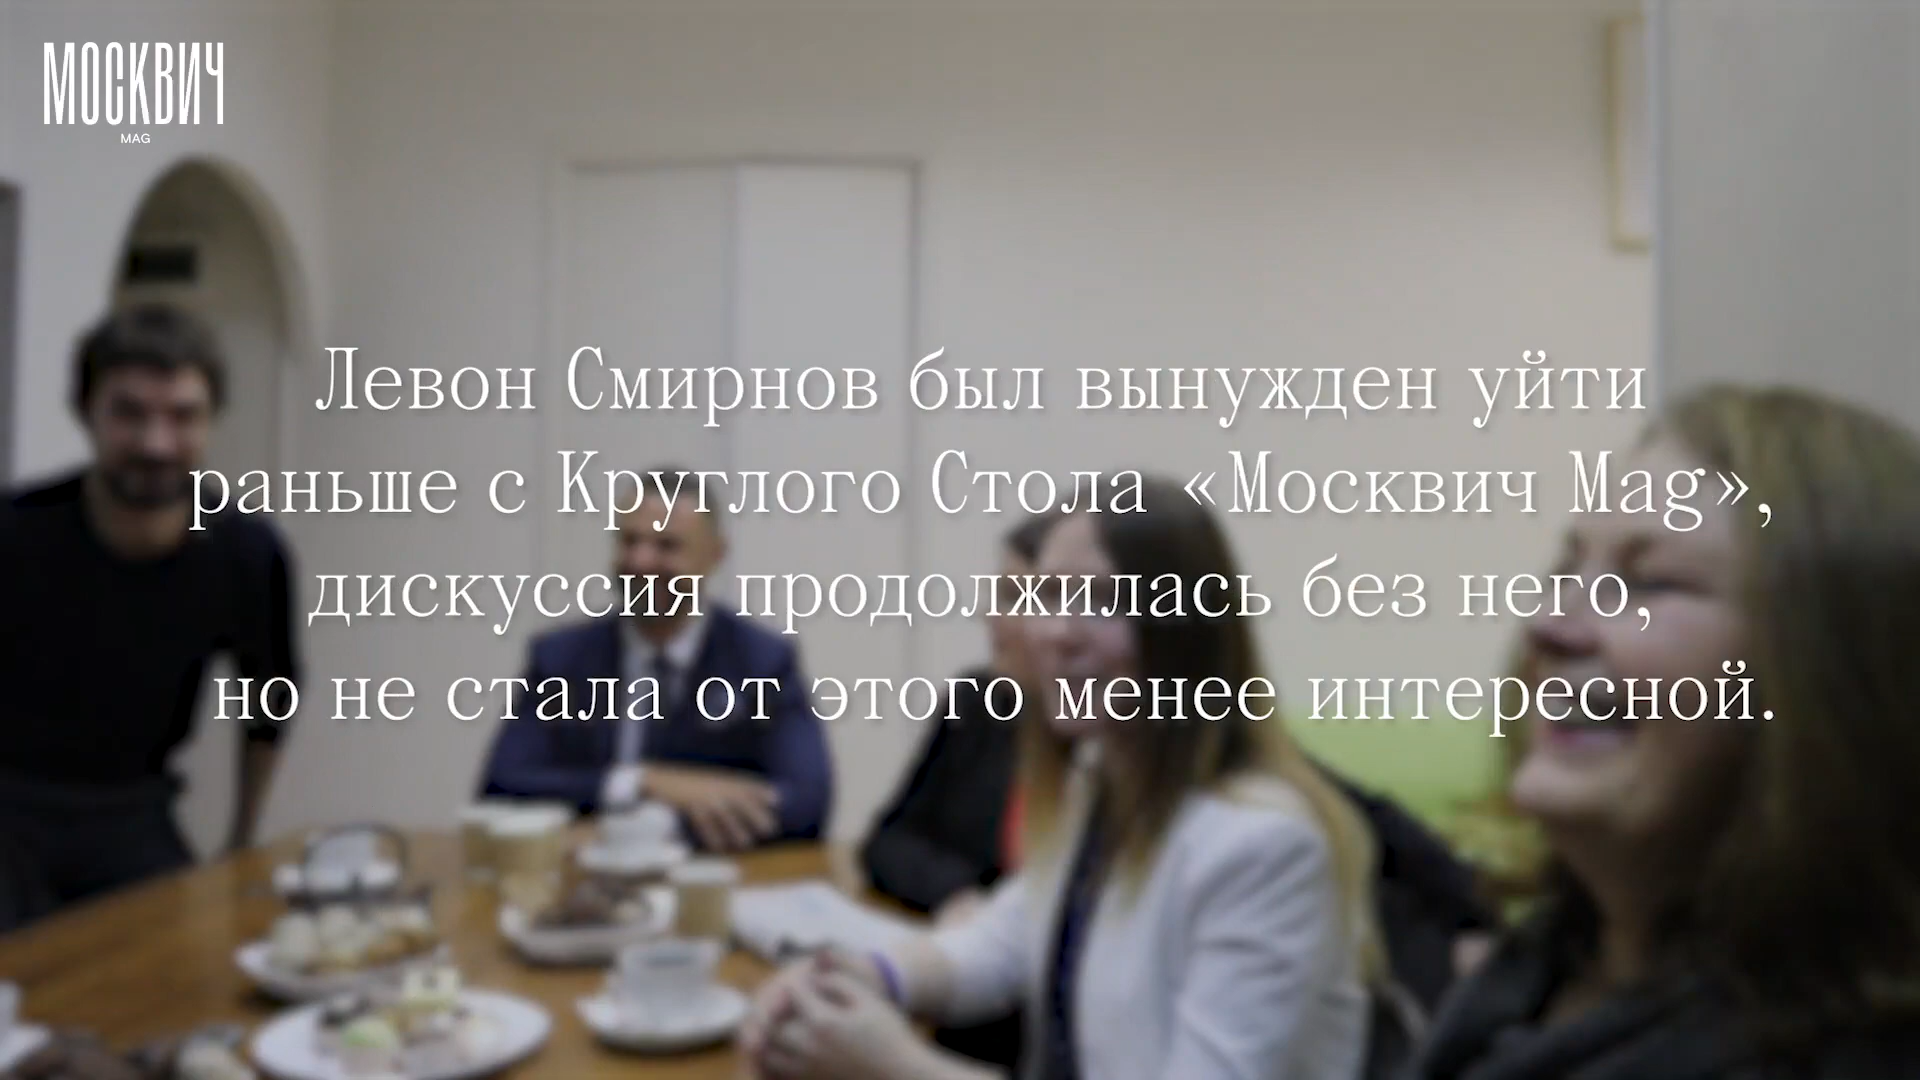 МОСКВИЧ
MAG
Левон Смирнов был вынужден уйти
раньше с Круглого Стола «Москвич Mag»,
дискуссия продолжилась без него,
но не стала от этого менее интересной.